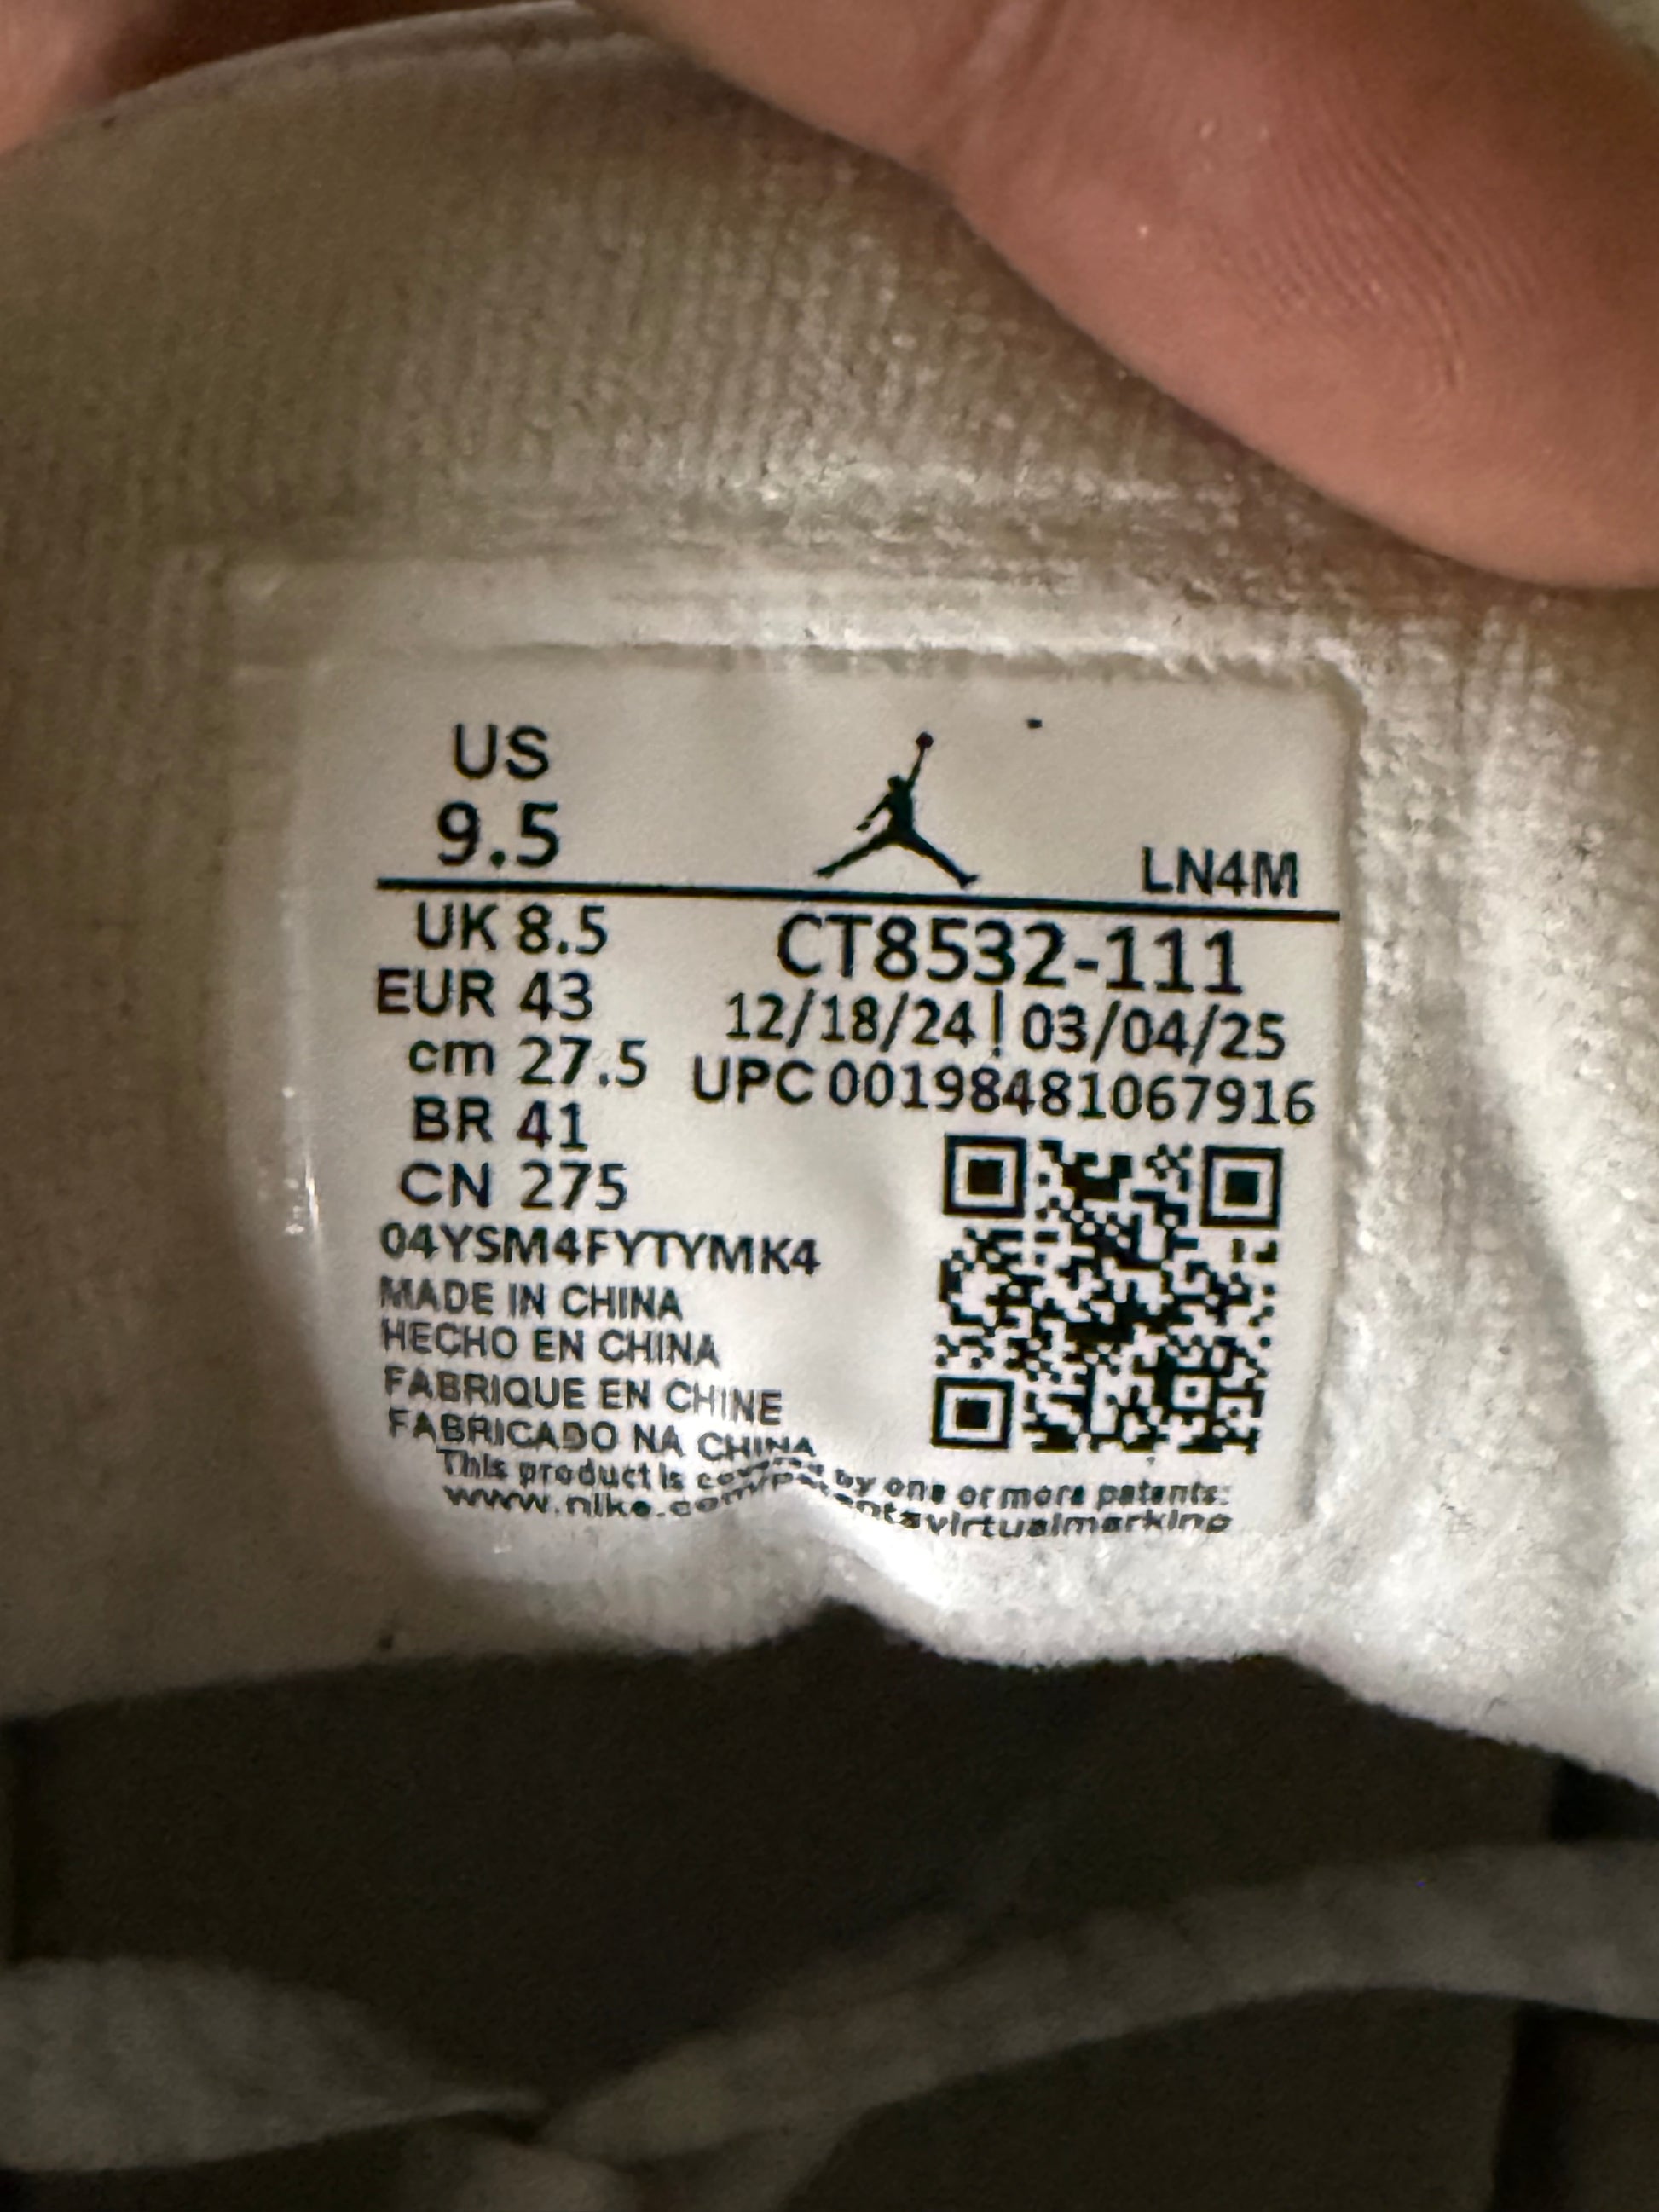 US
9.5
LN4M
UK 8.5
EUR 43
cm 27.5
BR 41
CN 275
CT8532-111
12/18/24 | 03/04/25
UPC 00198481067916
04YSM4FYTYMK4
MADE IN CHINA
HECHO EN CHINA
FABRIQUE EN CHINE
FABRICADO NA CHINA
This product is covered by one or more patents:
www.nike.com/patentsvirtualmarking